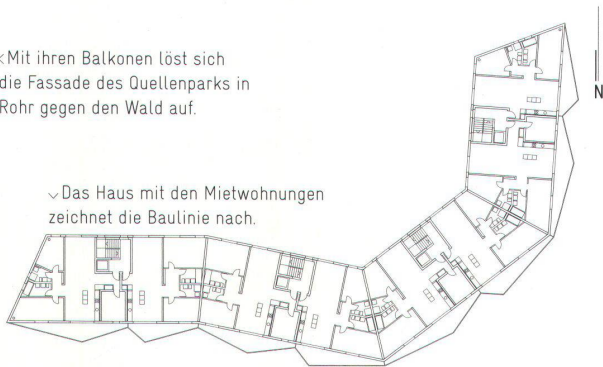 <Mit ihren Balkonen löst sich
die Fassade des Quellenparks in
Rohr gegen den Wald auf.
N
⌵Das Haus mit den Mietwohnungen
zeichnet die Baulinie nach.